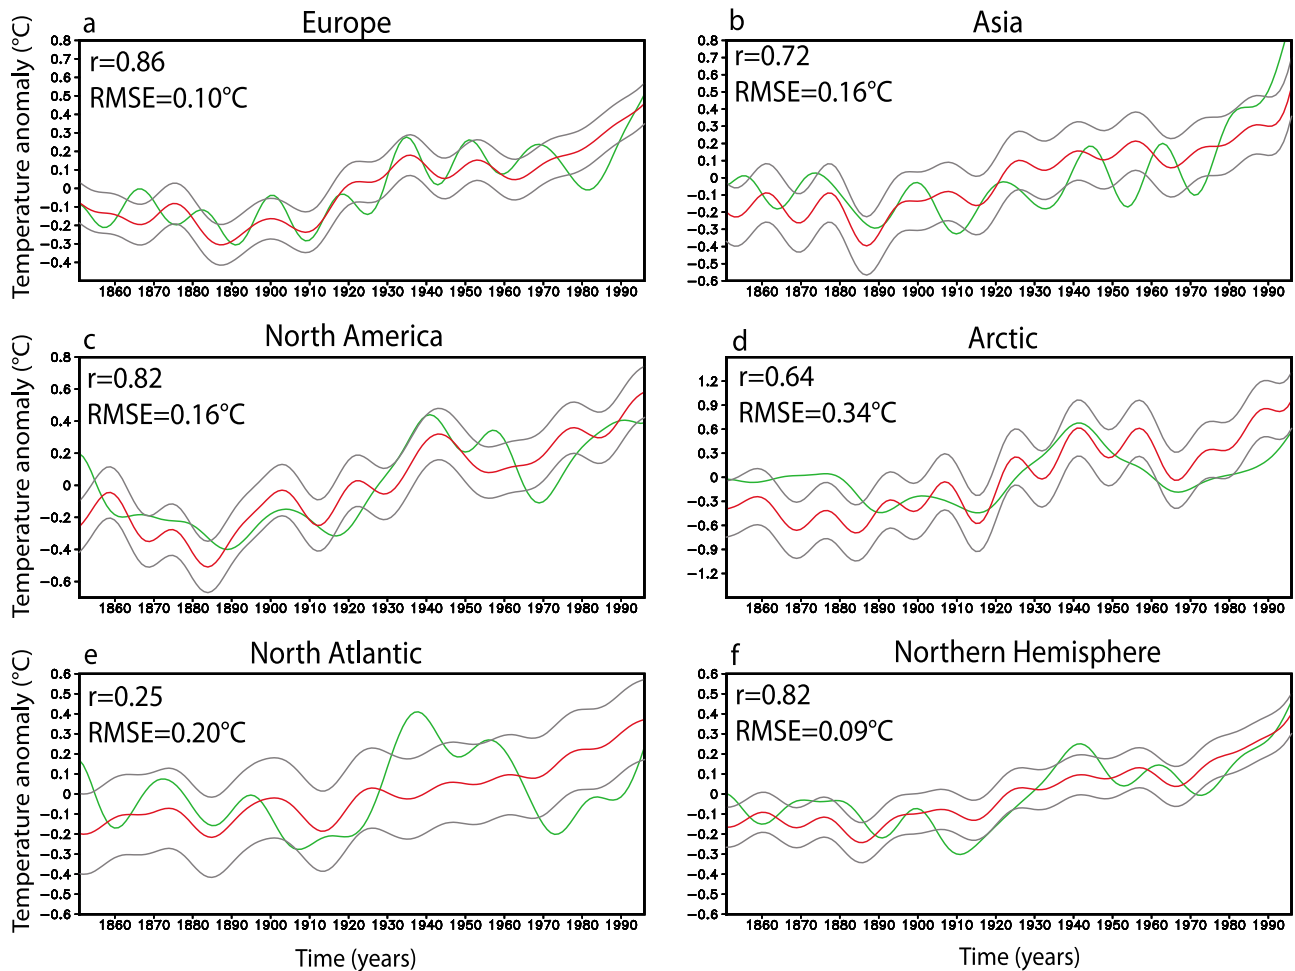 a Europe
Temperature anomaly (°C)
r=0.86
RMSE=0.10°C
0.8
0.6
0.5
0.4
0.3
0.2
0.1
0
−0.1
−0.2
−0.3
−0.4
1860 1870 1880 1890 1900 1910 1920 1930 1940 1950 1960 1970 1980 1990
b Asia
r=0.72
RMSE=0.16°C
0.8
0.6
0.5
0.4
0.3
0.2
0.1
0
−0.1
−0.2
−0.3
−0.4
−0.5
−0.6
1860 1870 1880 1890 1900 1910 1920 1930 1940 1950 1960 1970 1980 1990
c North America
Temperature anomaly (°C)
r=0.82
RMSE=0.16°C
0.8
0.4
0.2
0
−0.2
−0.4
−0.6
1860 1870 1880 1890 1900 1910 1920 1930 1940 1950 1960 1970 1980 1990
d Arctic
r=0.64
RMSE=0.34°C
1.2
0.9
0.6
0.3
0
−0.3
−0.6
−0.9
−1.2
1860 1870 1880 1890 1900 1910 1920 1930 1940 1950 1960 1970 1980 1990
e North Atlantic
Temperature anomaly (°C)
r=0.25
RMSE=0.20°C
0.6
0.5
0.4
0.3
0.2
0.1
0
−0.1
−0.2
−0.3
−0.4
−0.5
−0.6
1860 1870 1880 1890 1900 1910 1920 1930 1940 1950 1960 1970 1980 1990
Time (years)
f Northern Hemisphere
r=0.82
RMSE=0.09°C
0.6
0.5
0.4
0.3
0.2
0.1
0
−0.1
−0.2
−0.3
−0.4
−0.5
−0.6
1860 1870 1880 1890 1900 1910 1920 1930 1940 1950 1960 1970 1980 1990
Time (years)